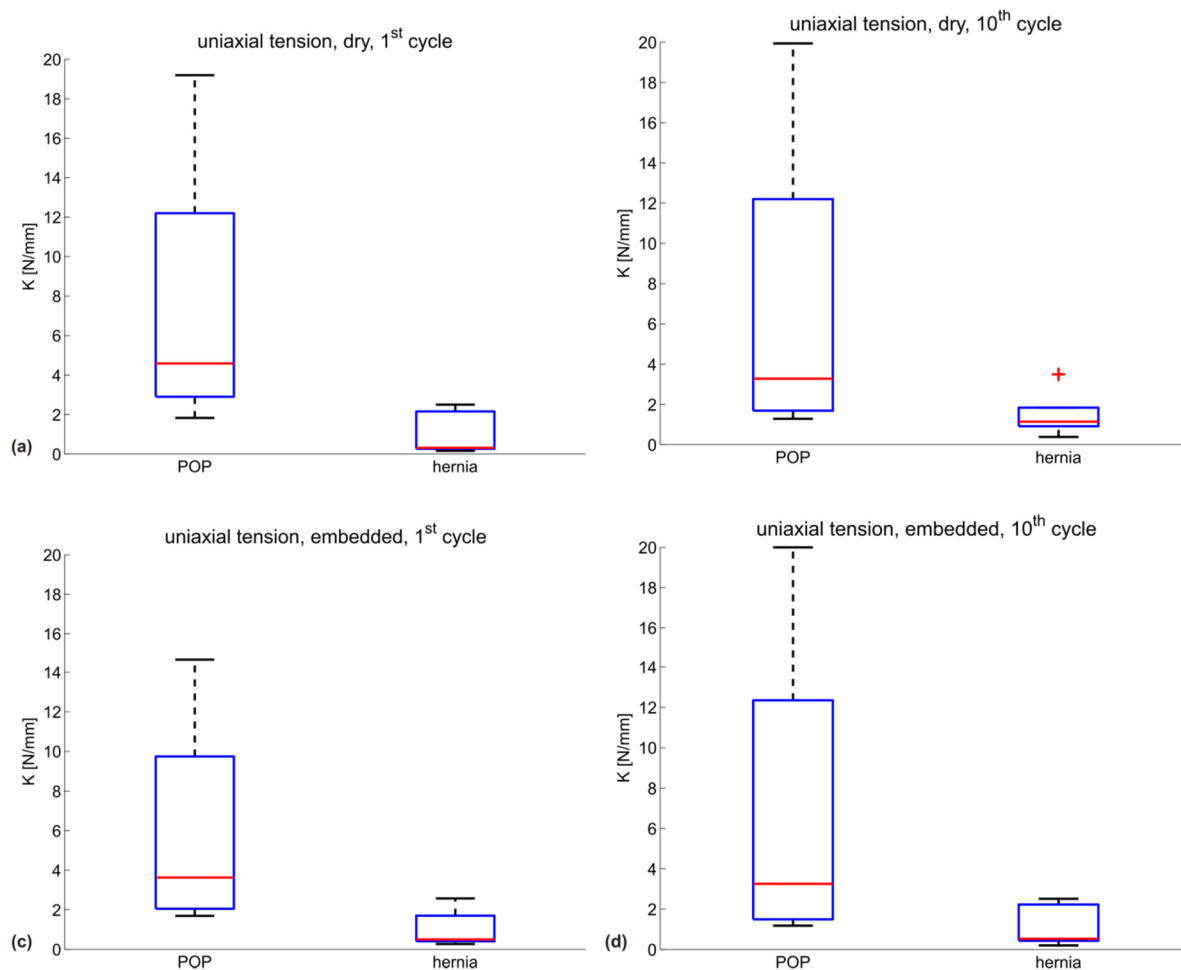 uniaxial tension, dry, 1st cycle
20
18
16
14
12
10
8
6
4
2
0
K [N/mm]
(a)
POP
hernia
uniaxial tension, dry, 10th cycle
20
18
16
14
12
10
8
6
4
2
0
K [N/mm]
POP
hernia
uniaxial tension, embedded, 1st cycle
20
18
16
14
12
10
8
6
4
2
0
K [N/mm]
(c)
POP
hernia
uniaxial tension, embedded, 10th cycle
20
18
16
14
12
10
8
6
4
2
0
K [N/mm]
(d)
POP
hernia